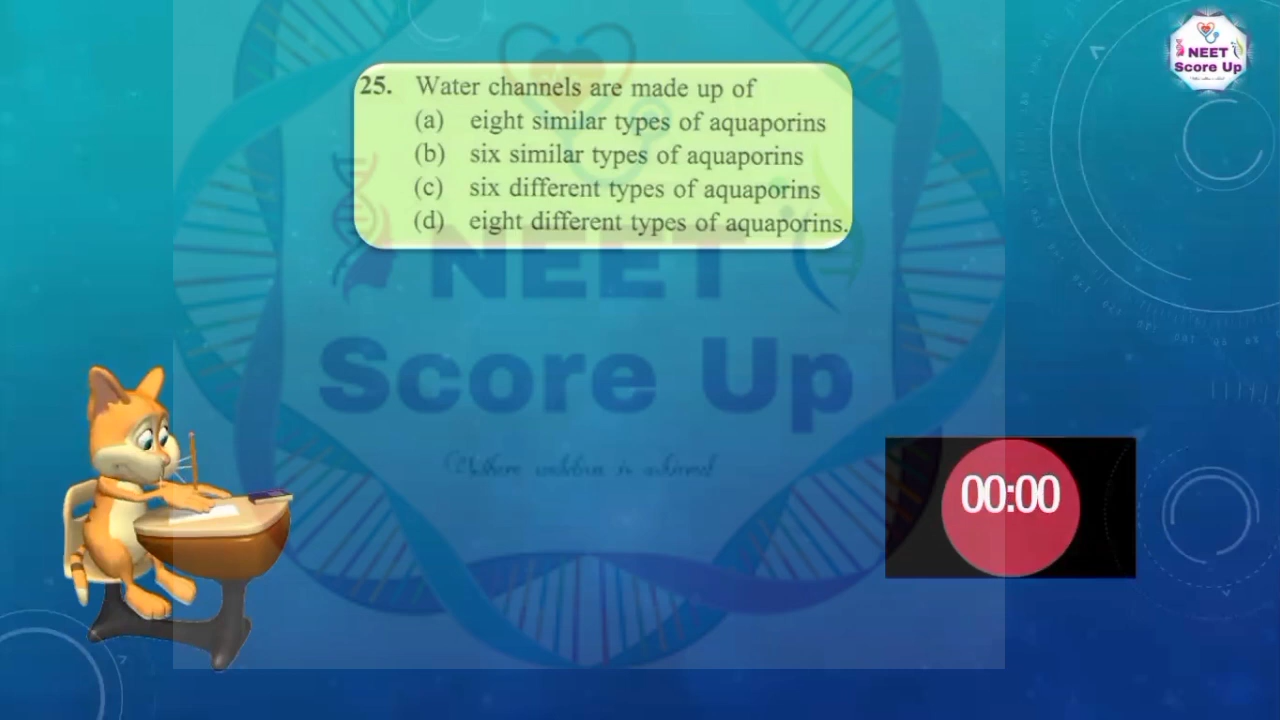 NEET
Score Up
25. Water channels are made up of
(a) eight similar types of aquaporins
(b) six similar types of aquaporins
(c) six different types of aquaporins
(d) eight different types of aquaporins.
NEET
Score Up
00:00